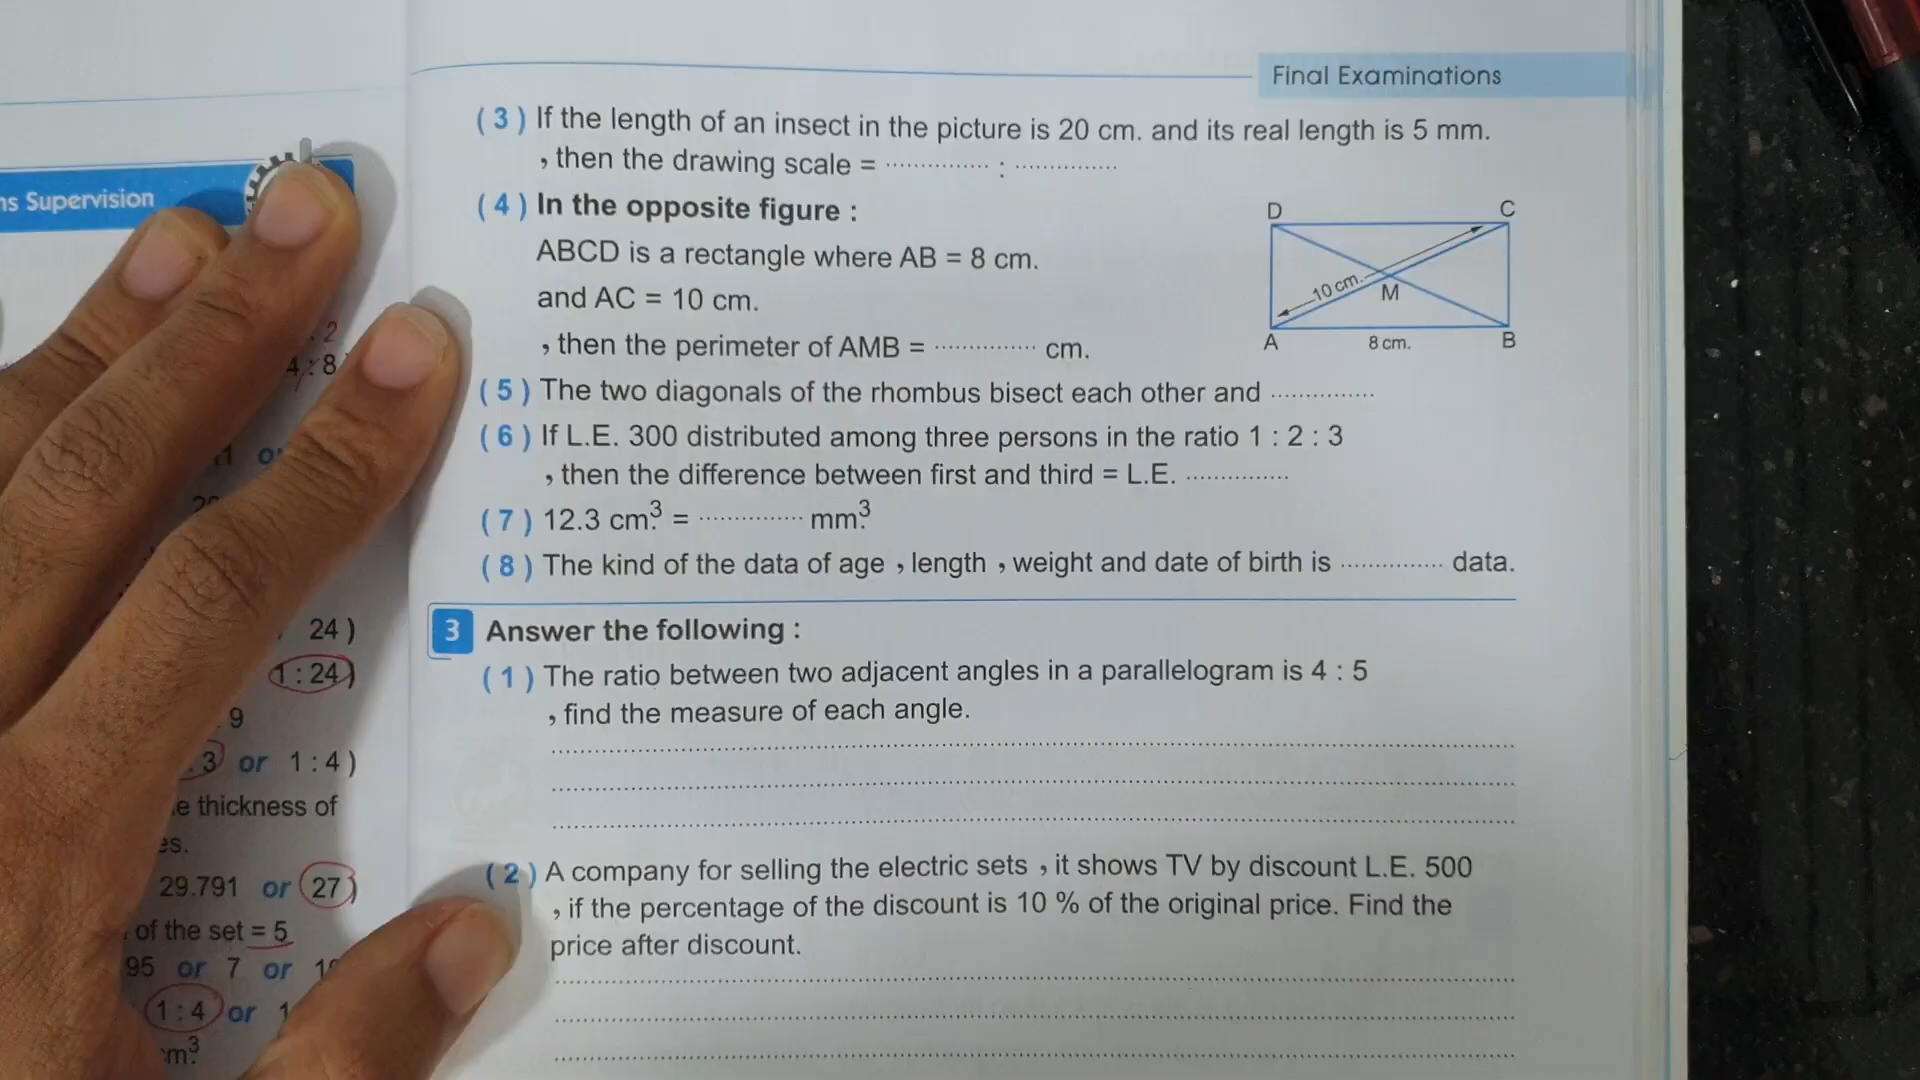 Final Examinations
( 3 ) If the length of an insect in the picture is 20 cm. and its real length is 5 mm.
, then the drawing scale = ............... : ...............
( 4 ) In the opposite figure :
ABCD is a rectangle where AB = 8 cm.
and AC = 10 cm.
, then the perimeter of AMB = ............... cm.
D C
10 cm.
M
A 8 cm. B
( 5 ) The two diagonals of the rhombus bisect each other and ...............
( 6 ) If L.E. 300 distributed among three persons in the ratio 1 : 2 : 3
, then the difference between first and third = L.E. ...............
( 7 ) 12.3 cm³. = ............... mm³.
( 8 ) The kind of the data of age , length , weight and date of birth is ............... data.
3 Answer the following :
( 1 ) The ratio between two adjacent angles in a parallelogram is 4 : 5
, find the measure of each angle.
( 2 ) A company for selling the electric sets , it shows TV by discount L.E. 500
, if the percentage of the discount is 10 % of the original price. Find the
price after discount.
Supervision
2
4 : 8
24 )
1 : 24 )
9
3 or 1 : 4 )
thickness of
29.791 or 27 )
of the set = 5
95 or 7 or
1 : 4 or